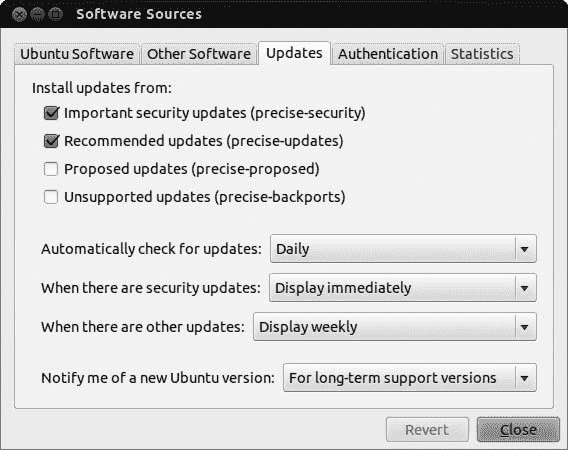 Software Sources
Ubuntu Software Other Software Updates Authentication Statistics
Install updates from:
Important security updates (precise-security)
Recommended updates (precise-updates)
Proposed updates (precise-proposed)
Unsupported updates (precise-backports)
Automatically check for updates: Daily
When there are security updates: Display immediately
When there are other updates: Display weekly
Notify me of a new Ubuntu version: For long-term support versions
Revert Close